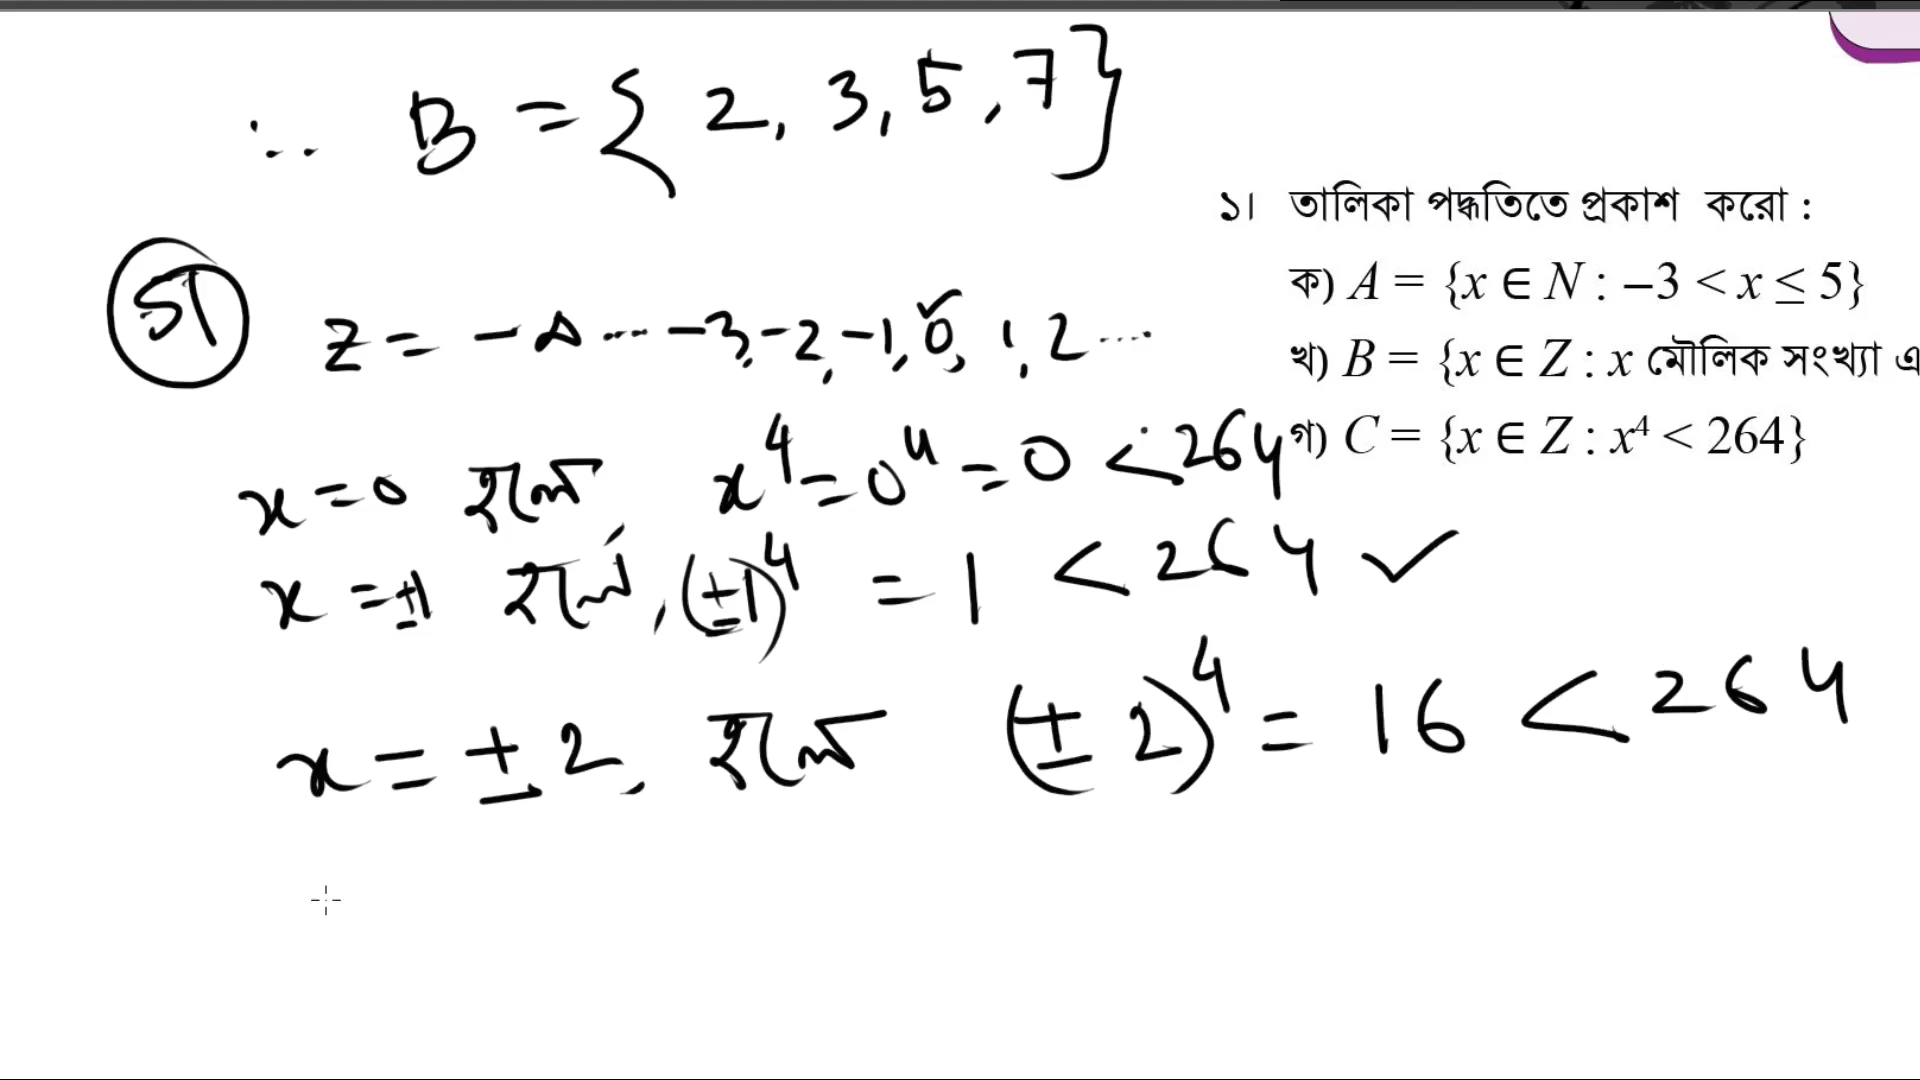 ∴ B = {2, 3, 5, 7}
১। তালিকা পদ্ধতিতে প্রকাশ করো :
ক) A = {x ∈ N : −3 < x ≤ 5}
খ) B = {x ∈ Z : x মৌলিক সংখ্যা এ
গ) C = {x ∈ Z : x⁴ < 264}
গ
Z = ... -3, -2, -1, 0, 1, 2 ...
x = 0 হলে x⁴ = 0⁴ = 0 < 264
x = ±1 হলে, (±1)⁴ = 1 < 264 ✓
x = ±2, হলে (±2)⁴ = 16 < 264